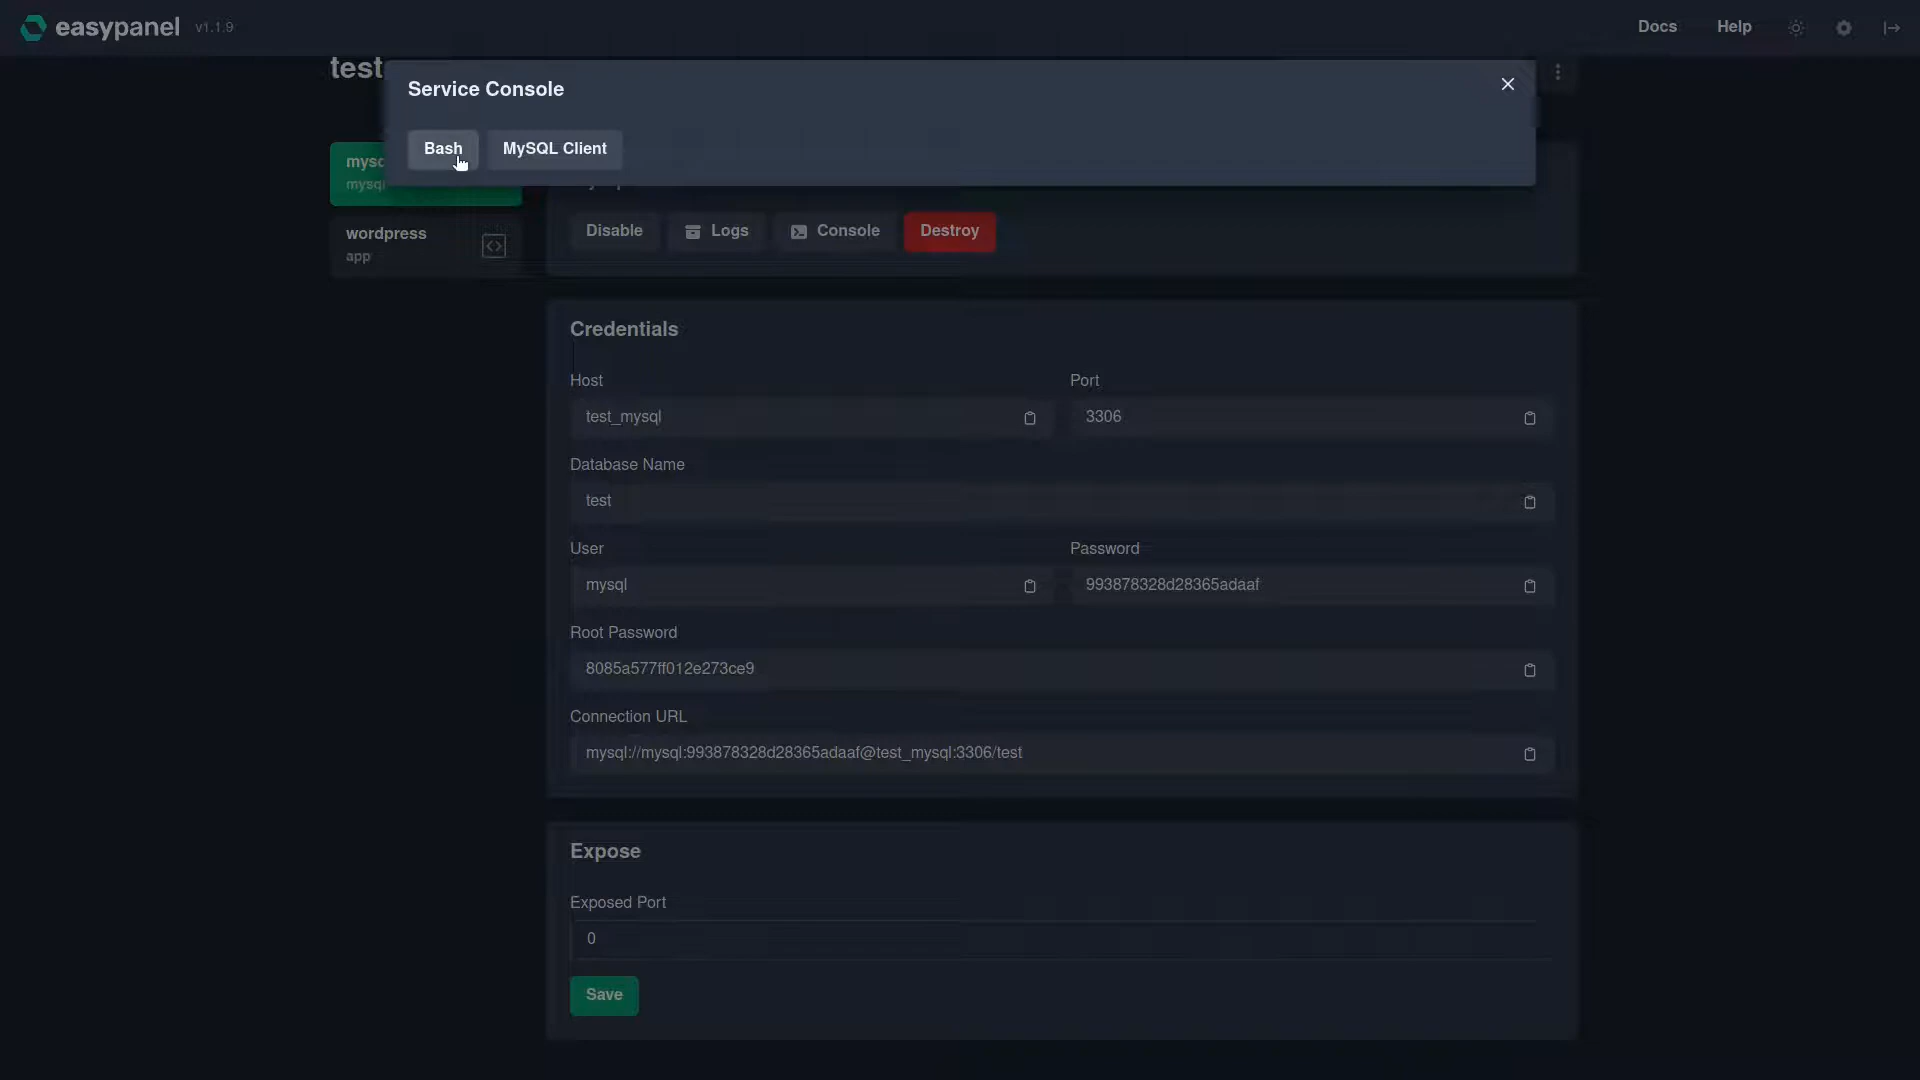 easypanel v1.1.9
Docs Help
test
Service Console
Bash MySQL Client
mysql
wordpress
app
Disable Logs Console Destroy
Credentials
Host Port
test_mysql 3306
Database Name
test
User Password
mysql 993878328d28365adaaf
Root Password
8085a577ff012e273ce9
Connection URL
mysql://mysql:993878328d28365adaaf@test_mysql:3306/test
Expose
Exposed Port
0
Save